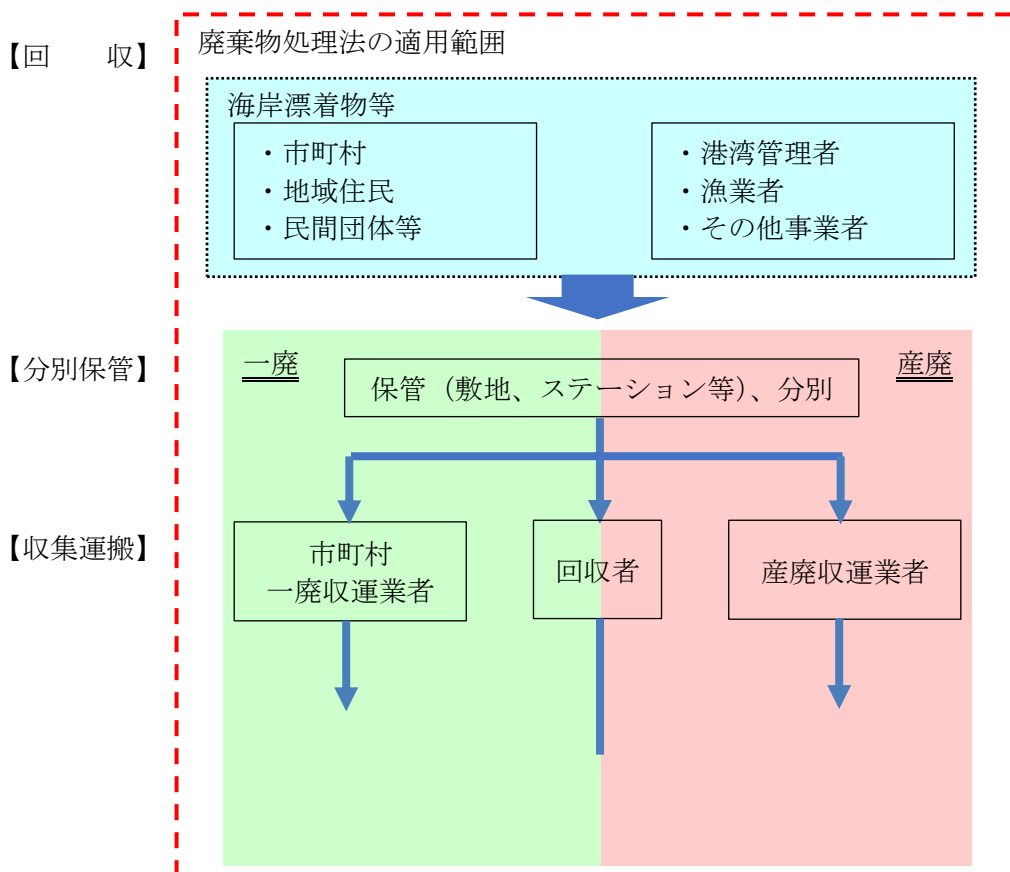 【回　　収】
廃棄物処理法の適用範囲
海岸漂着物等
・市町村
・地域住民
・民間団体等
・港湾管理者
・漁業者
・その他事業者
【分別保管】
一廃
産廃
保管（敷地、ステーション等）、分別
【収集運搬】
市町村
一廃収運業者
回収者
産廃収運業者